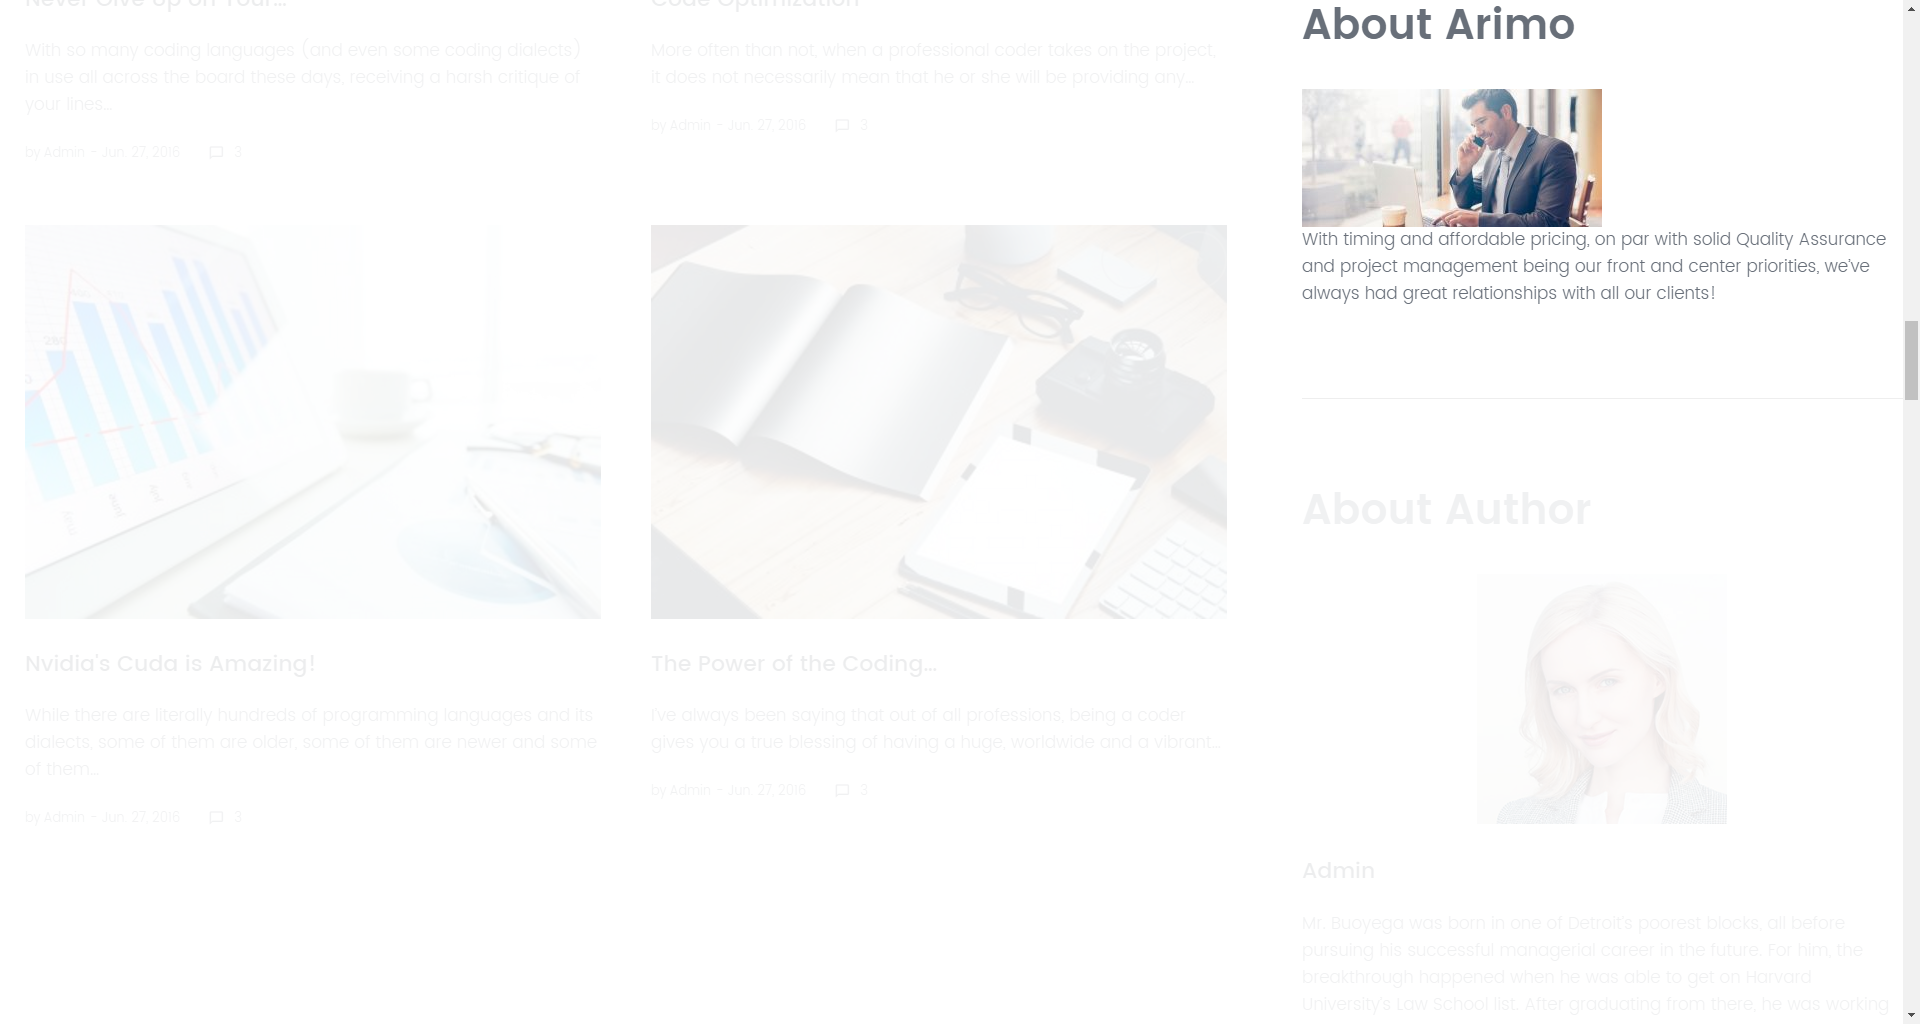 Never Give Up on Your...
With so many coding languages (and even some coding dialects)
in use all across the board these days, receiving a harsh critique of
your lines...
by Admin - Jun. 27, 2016 3
Code Optimization
More often than not, when a professional coder takes on the project,
it does not necessarily mean that he or she will be providing any...
by Admin - Jun. 27, 2016 3
Nvidia's Cuda is Amazing!
While there are literally hundreds of programming languages and its
dialects, some of them are older, some of them are newer and some
of them...
by Admin - Jun. 27, 2016 3
The Power of the Coding...
I've always been saying that out of all professions, being a coder
gives you a true blessing of having a huge, worldwide and a vibrant...
by Admin - Jun. 27, 2016 3
About Arimo
With timing and affordable pricing, on par with solid Quality Assurance
and project management being our front and center priorities, we've
always had great relationships with all our clients!
About Author
Admin
Mr. Buoyega was born in one of Detroit's poorest blocks, all before
pursuing his successful managerial career in the future. For him, the
breakthrough happened when he was able to get on Harvard
University's Law School list. After graduating from there, he was working